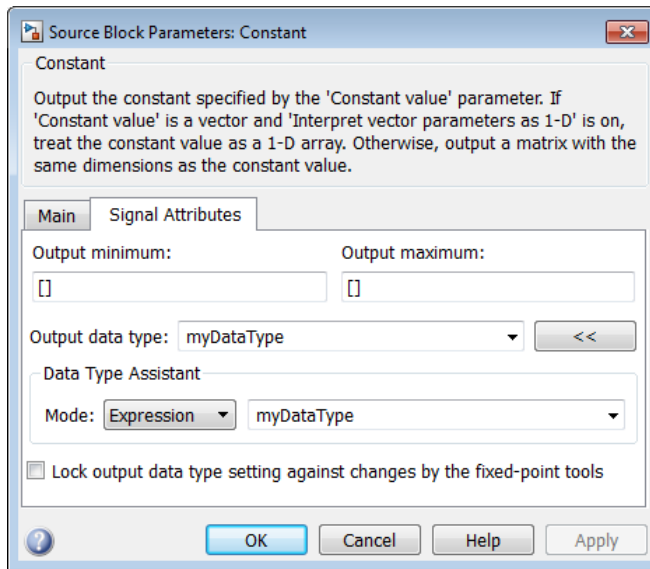 Source Block Parameters: Constant
Constant
Output the constant specified by the 'Constant value' parameter. If
'Constant value' is a vector and 'Interpret vector parameters as 1-D' is on,
treat the constant value as a 1-D array. Otherwise, output a matrix with the
same dimensions as the constant value.
Main Signal Attributes
Output minimum: Output maximum:
[] []
Output data type: myDataType <<
Data Type Assistant
Mode: Expression myDataType
Lock output data type setting against changes by the fixed-point tools
? OK Cancel Help Apply